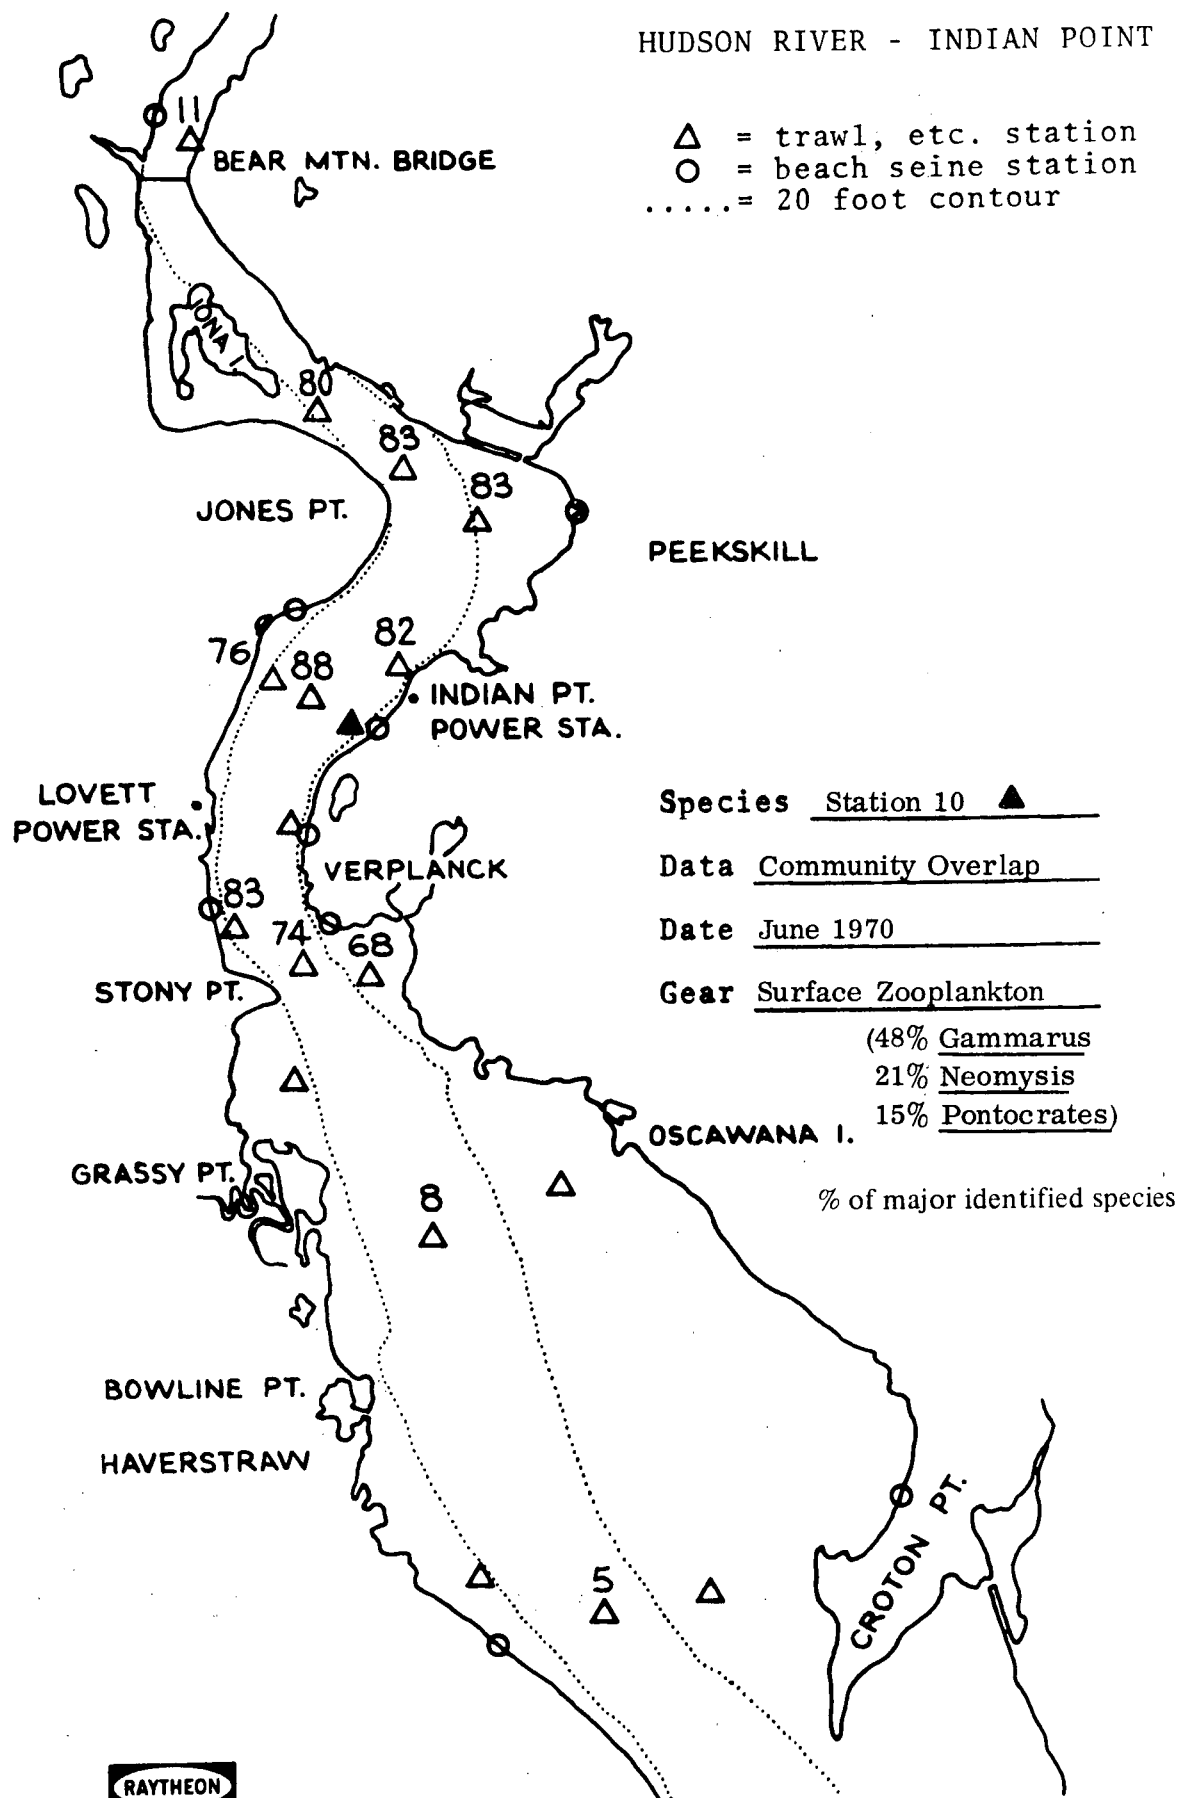 HUDSON RIVER - INDIAN POINT
△ = trawl, etc. station
○ = beach seine station
.....= 20 foot contour
11
BEAR MTN. BRIDGE
IONA I.
80
83
83
JONES PT.
PEEKSKILL
76
88
82
INDIAN PT.
POWER STA.
LOVETT
POWER STA.
VERPLANCK
83
74
68
STONY PT.
Species Station 10 ▲
Data Community Overlap
Date June 1970
Gear Surface Zooplankton
(48% Gammarus
21% Neomysis
15% Pontocrates)
OSCAWANA I.
GRASSY PT.
8
% of major identified species
BOWLINE PT.
HAVERSTRAW
CROTON PT.
5
RAYTHEON